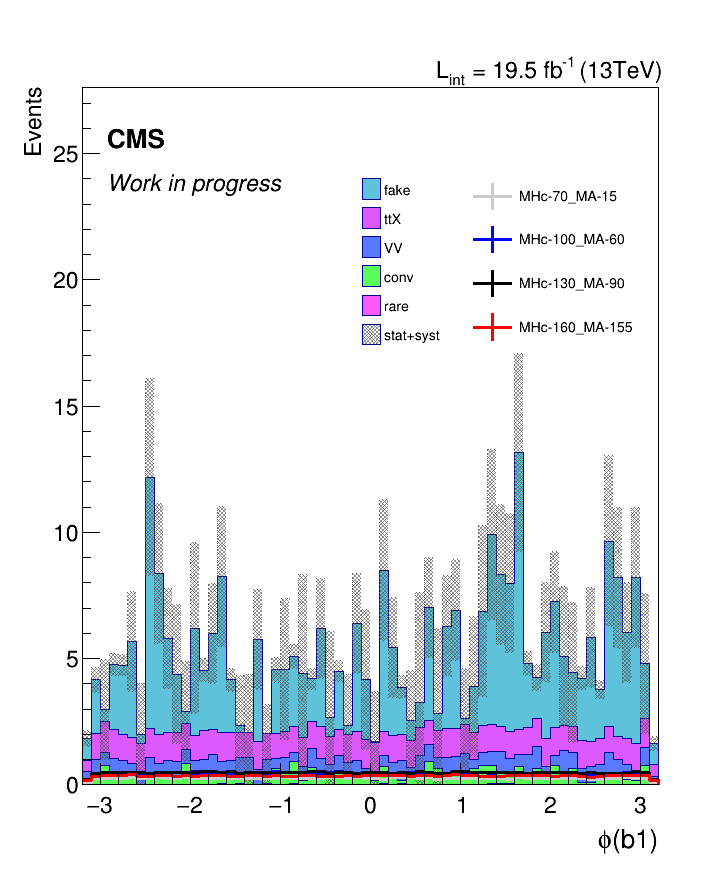 L_int = 19.5 fb^-1 (13TeV)
Events
CMS
Work in progress
25
20
15
10
5
0
fake
ttX
VV
conv
rare
stat+syst
MHc-70_MA-15
MHc-100_MA-60
MHc-130_MA-90
MHc-160_MA-155
−3 −2 −1 0 1 2 3
ϕ(b1)